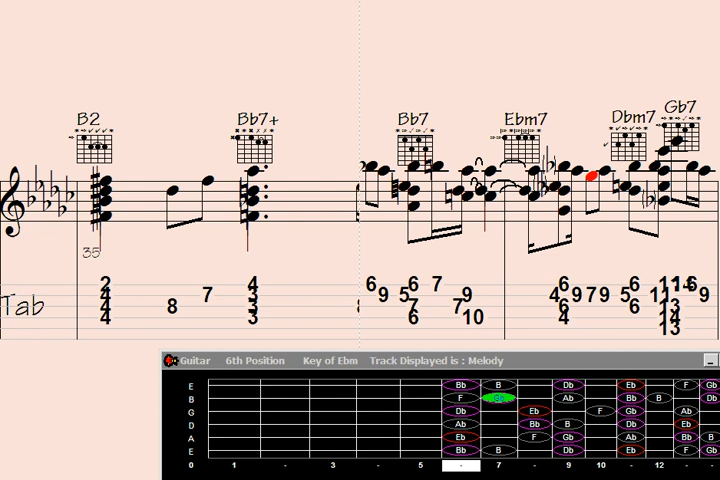 B2 Bb7+ Bb7 Ebm7 Dbm7 Gb7
35
Tab
2 4 6 6 7 6 6
4 7 4 9 5 9 4 9 7 9 5 9
4 8 3 7 7 6 6 13
4 3 6 10 4 14
13
Guitar 6th Position Key of Ebm Track Displayed is : Melody
E Bb B Db Eb F Gb
B F Ab Bb B Db
G Db Eb F Gb Ab
D Ab Bb B Db Eb
A Eb F Gb Ab Bb B
E Bb B Db Eb F Gb
0 1 - 3 - 5 - 7 - 9 10 - 12 -